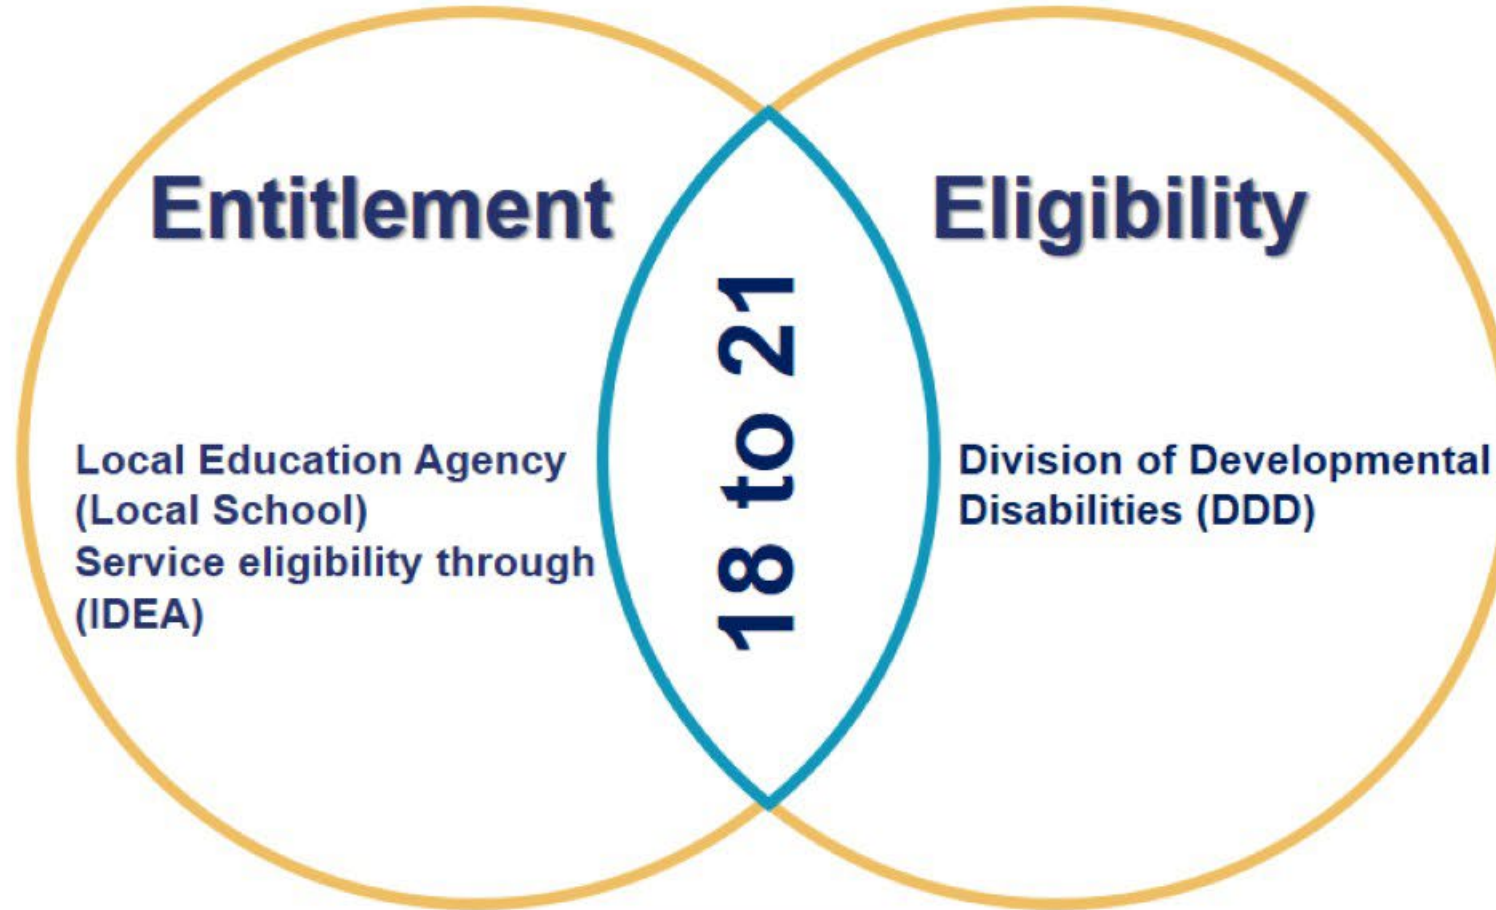 Entitlement
Local Education Agency
(Local School)
Service eligibility through
(IDEA)
18 to 21
Eligibility
Division of Developmental
Disabilities (DDD)